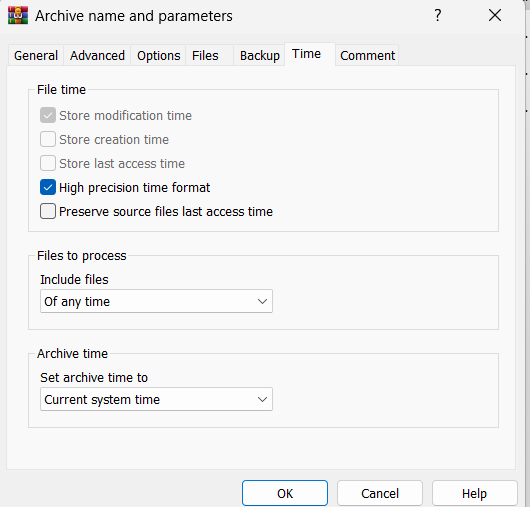 Archive name and parameters
?
General Advanced Options Files Backup Time Comment
File time
Store modification time
Store creation time
Store last access time
High precision time format
Preserve source files last access time
Files to process
Include files
Of any time
Archive time
Set archive time to
Current system time
OK Cancel Help